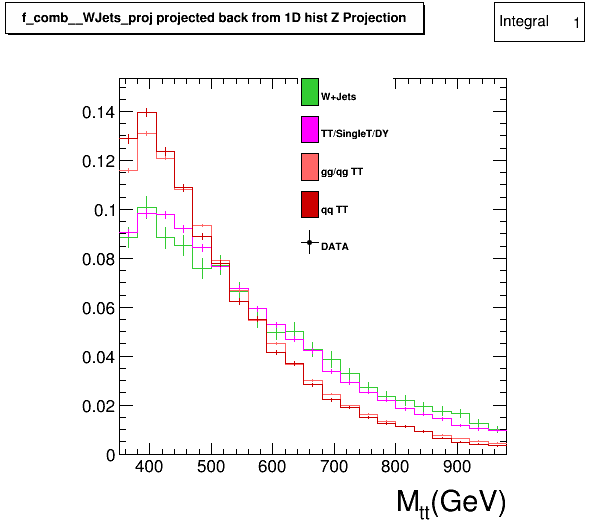 f_comb__WJets_proj projected back from 1D hist Z Projection
Integral 1
W+Jets
TT/SingleT/DY
gg/qg TT
qq TT
DATA
0.14
0.12
0.1
0.08
0.06
0.04
0.02
0
400 500 600 700 800 900
M_tt(GeV)